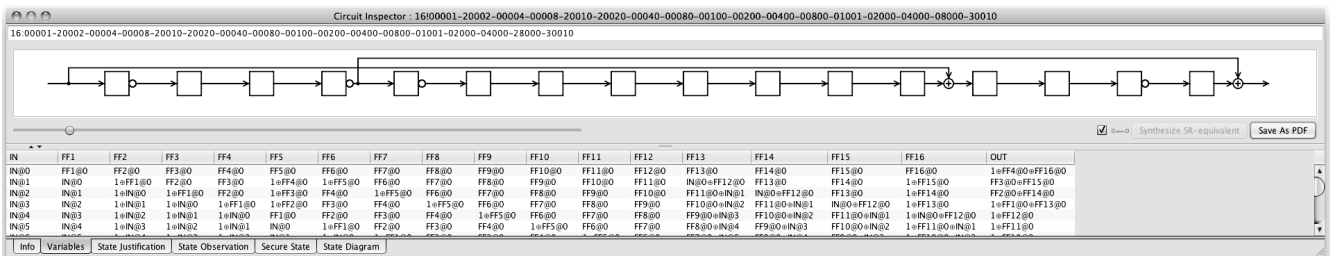 Circuit Inspector : 16!00001-20002-00004-00008-20010-20020-00040-00080-00100-00200-00400-00800-01001-02000-04000-08000-30010
16:00001-20002-00004-00008-20010-20020-00040-00080-00100-00200-00400-00800-01001-02000-04000-28000-30010
Synthesize SR-equivalent Save As PDF
IN FF1 FF2 FF3 FF4 FF5 FF6 FF7 FF8 FF9 FF10 FF11 FF12 FF13 FF14 FF15 FF16 OUT
IN@0 FF1@0 FF2@0 FF3@0 FF4@0 FF5@0 FF6@0 FF7@0 FF8@0 FF9@0 FF10@0 FF11@0 FF12@0 FF13@0 FF14@0 FF15@0 FF16@0 1⊕FF4@0⊕FF16@0
IN@1 IN@0 1⊕FF1@0 FF2@0 FF3@0 1⊕FF4@0 1⊕FF5@0 FF6@0 FF7@0 FF8@0 FF9@0 FF10@0 FF11@0 IN@0⊕FF12@0 FF13@0 FF14@0 1⊕FF15@0 FF3@0⊕FF15@0
IN@2 IN@1 1⊕IN@0 1⊕FF1@0 FF2@0 1⊕FF3@0 FF4@0 1⊕FF5@0 FF6@0 FF7@0 FF8@0 FF9@0 FF10@0 FF11@0⊕IN@1 IN@0⊕FF12@0 FF13@0 1⊕FF14@0 FF2@0⊕FF14@0
IN@3 IN@2 1⊕IN@1 1⊕IN@0 1⊕FF1@0 1⊕FF2@0 FF3@0 FF4@0 1⊕FF5@0 FF6@0 FF7@0 FF8@0 FF9@0 FF10@0⊕IN@2 FF11@0⊕IN@1 IN@0⊕FF12@0 1⊕FF13@0 1⊕FF1@0⊕FF13@0
IN@4 IN@3 1⊕IN@2 1⊕IN@1 1⊕IN@0 FF1@0 FF2@0 FF3@0 FF4@0 1⊕FF5@0 FF6@0 FF7@0 FF8@0 FF9@0⊕IN@3 FF10@0⊕IN@2 FF11@0⊕IN@1 1⊕IN@0⊕FF12@0 1⊕FF12@0
IN@5 IN@4 1⊕IN@3 1⊕IN@2 1⊕IN@1 IN@0 1⊕FF1@0 FF2@0 FF3@0 FF4@0 1⊕FF5@0 FF6@0 FF7@0 FF8@0⊕IN@4 FF9@0⊕IN@3 FF10@0⊕IN@2 1⊕FF11@0⊕IN@1 1⊕FF11@0
Info Variables State Justification State Observation Secure State State Diagram